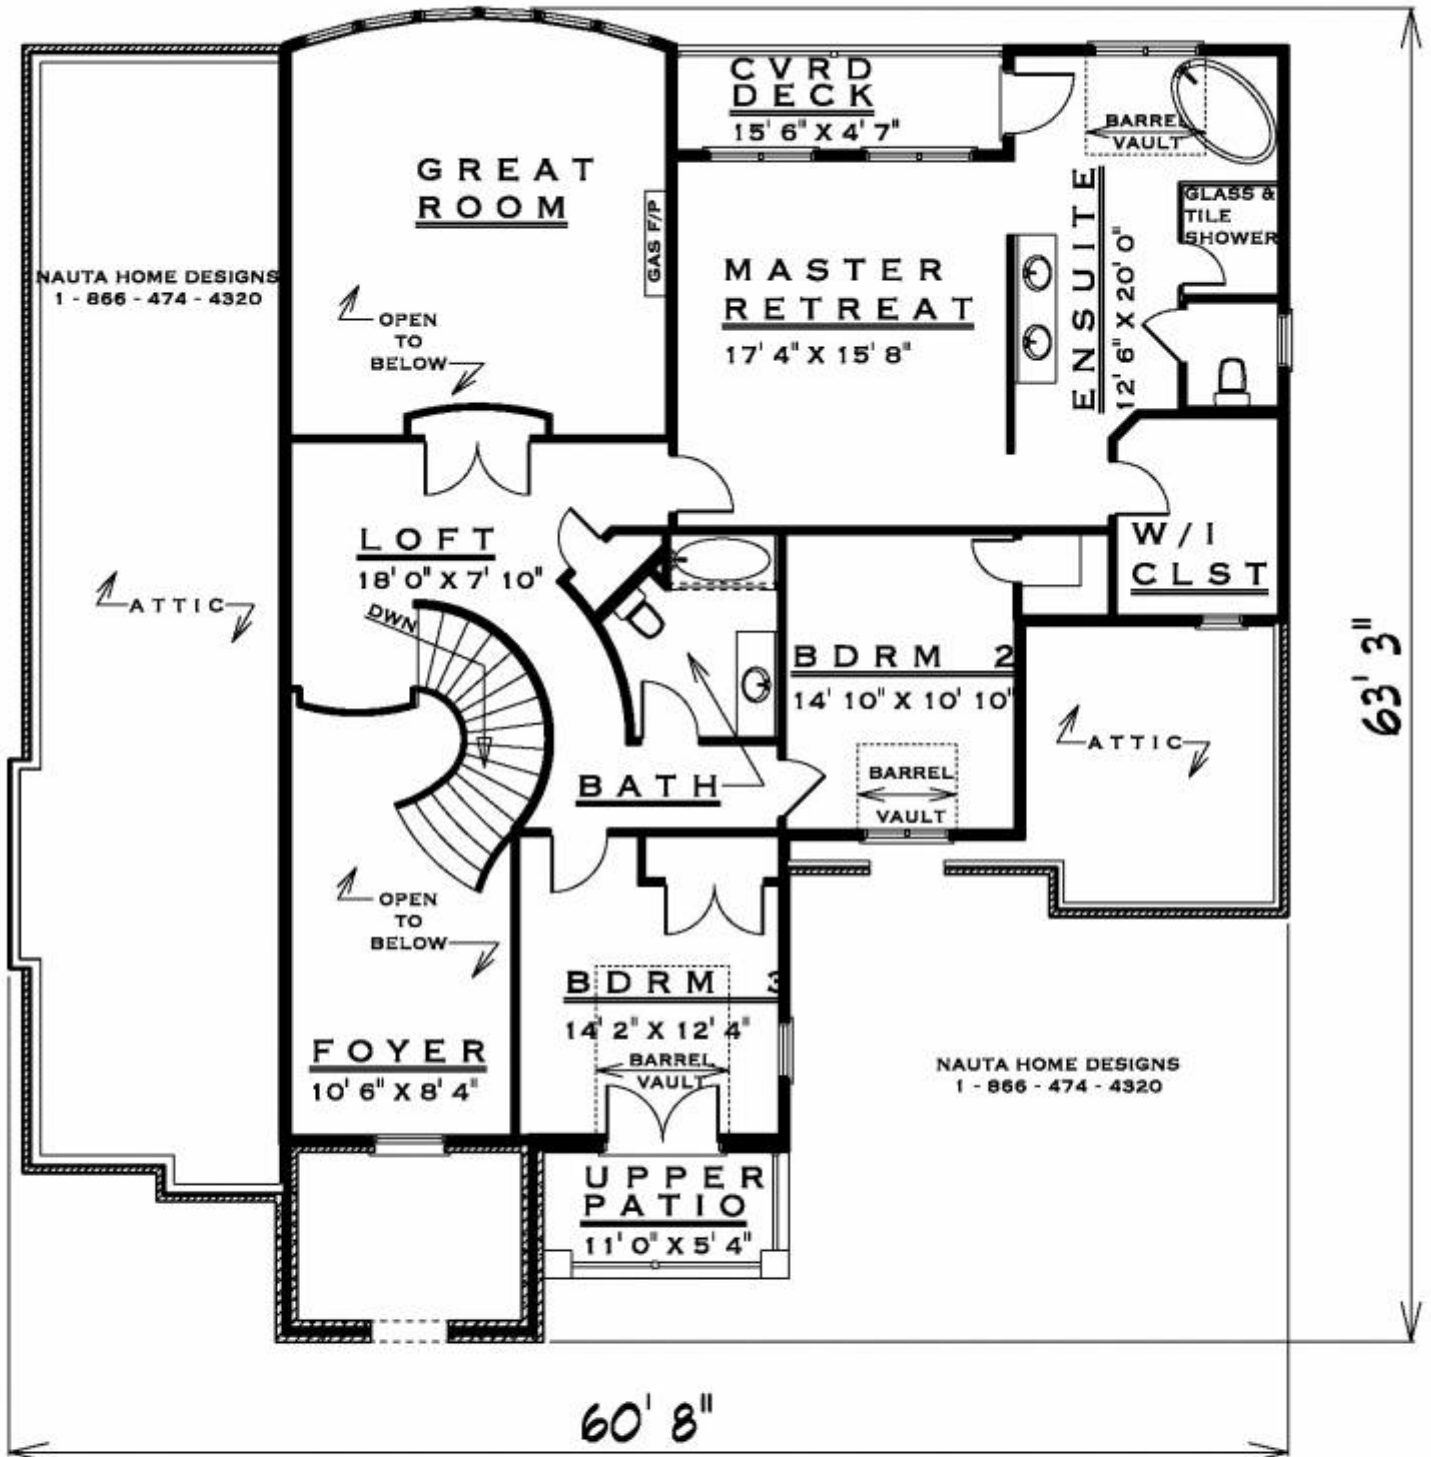 CVRD
DECK
15' 6" X 4' 7"
BARREL
VAULT
GREAT
ROOM
GAS F/P
GLASS &
TILE
SHOWER
ENSUITE
12' 6" X 20' 0"
NAUTA HOME DESIGNS
1 - 866 - 474 - 4320
MASTER
RETREAT
17' 4" X 15' 8"
OPEN
TO
BELOW
LOFT
18' 0" X 7' 10"
DWN
W/I
CLST
ATTIC
BDRM 2
14' 10" X 10' 10"
63' 3"
ATTIC
BATH
BARREL
VAULT
OPEN
TO
BELOW
BDRM 3
14' 2" X 12' 4"
BARREL
VAULT
FOYER
10' 6" X 8' 4"
NAUTA HOME DESIGNS
1 - 866 - 474 - 4320
UPPER
PATIO
11' 0" X 5' 4"
60' 8"